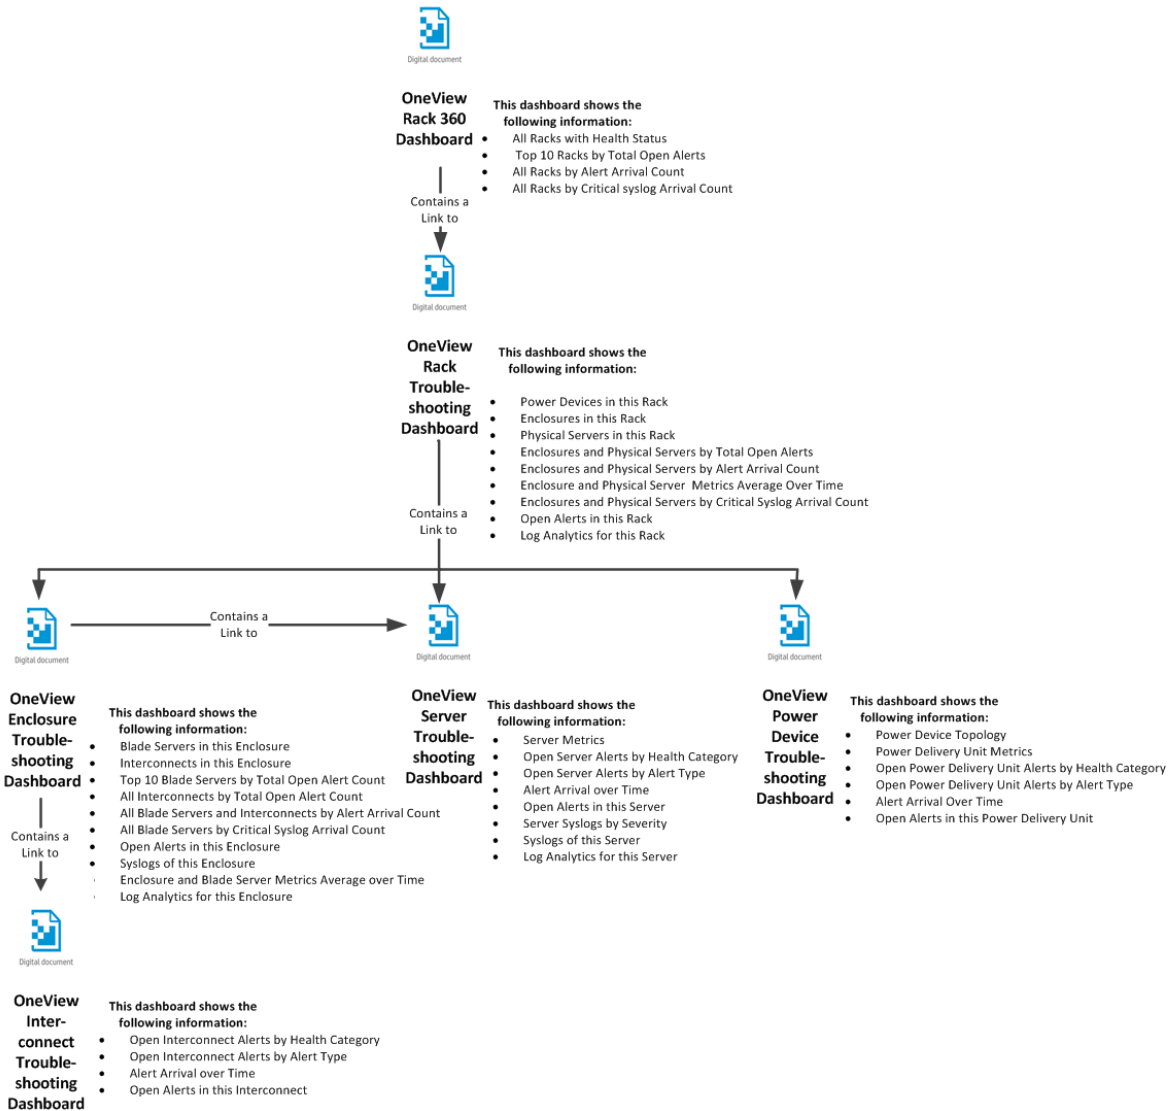 Digital document
OneView
Rack 360
Dashboard
This dashboard shows the
following information:
• All Racks with Health Status
• Top 10 Racks by Total Open Alerts
• All Racks by Alert Arrival Count
• All Racks by Critical syslog Arrival Count
Contains a
Link to
Digital document
OneView
Rack
Trouble-
shooting
Dashboard
This dashboard shows the
following information:
• Power Devices in this Rack
• Enclosures in this Rack
• Physical Servers in this Rack
• Enclosures and Physical Servers by Total Open Alerts
• Enclosures and Physical Servers by Alert Arrival Count
• Enclosure and Physical Server Metrics Average Over Time
• Enclosures and Physical Servers by Critical Syslog Arrival Count
• Open Alerts in this Rack
• Log Analytics for this Rack
Contains a
Link to
Digital document
Contains a
Link to
Digital document
Digital document
OneView
Enclosure
Trouble-
shooting
Dashboard
This dashboard shows the
following information:
• Blade Servers in this Enclosure
• Interconnects in this Enclosure
• Top 10 Blade Servers by Total Open Alert Count
• All Interconnects by Total Open Alert Count
• All Blade Servers and Interconnects by Alert Arrival Count
• All Blade Servers by Critical Syslog Arrival Count
• Open Alerts in this Enclosure
• Syslogs of this Enclosure
• Enclosure and Blade Server Metrics Average over Time
• Log Analytics for this Enclosure
OneView
Server
Trouble-
shooting
Dashboard
This dashboard shows the
following information:
• Server Metrics
• Open Server Alerts by Health Category
• Open Server Alerts by Alert Type
• Alert Arrival over Time
• Open Alerts in this Server
• Server Syslogs by Severity
• Syslogs of this Server
• Log Analytics for this Server
OneView
Power
Device
Trouble-
shooting
Dashboard
This dashboard shows the
following information:
• Power Device Topology
• Power Delivery Unit Metrics
• Open Power Delivery Unit Alerts by Health Category
• Open Power Delivery Unit Alerts by Alert Type
• Alert Arrival Over Time
• Open Alerts in this Power Delivery Unit
Contains a
Link to
Digital document
OneView
Inter-
connect
Trouble-
shooting
Dashboard
This dashboard shows the
following information:
• Open Interconnect Alerts by Health Category
• Open Interconnect Alerts by Alert Type
• Alert Arrival over Time
• Open Alerts in this Interconnect